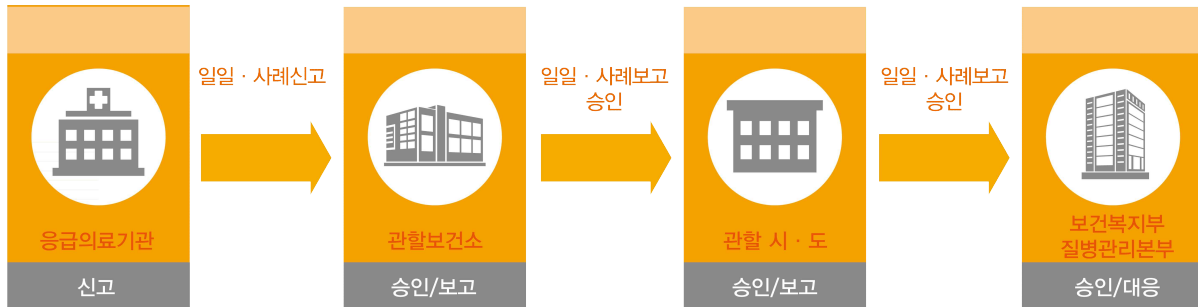 일일 · 사례신고
일일 · 사례보고
승인
일일 · 사례보고
승인
응급의료기관
관할보건소
관할 시 · 도
보건복지부
질병관리본부
신고
승인/보고
승인/보고
승인/대응